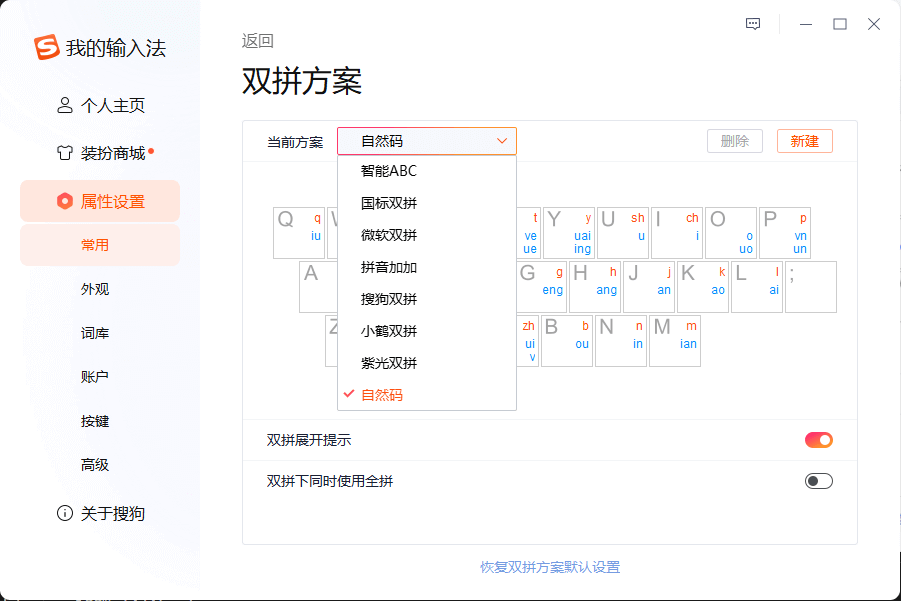 我的输入法
个人主页
装扮商城
属性设置
常用
外观
词库
账户
按键
高级
关于搜狗
返回
双拼方案
当前方案 自然码 删除 新建
智能ABC
国标双拼
微软双拼
拼音加加
搜狗双拼
小鹤双拼
紫光双拼
自然码
Q q iu
t ve ue
Y y uai ing
U sh u
I ch i
O o uo
P p vn un
A
G g eng
H h ang
J j an
K k ao
L l ai
;
Z
zh ui v
B b ou
N n in
M m ian
双拼展开提示
双拼下同时使用全拼
恢复双拼方案默认设置